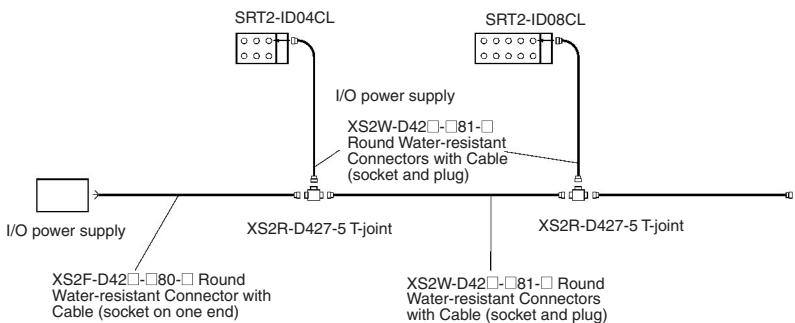 SRT2-ID04CL
SRT2-ID08CL
I/O power supply
XS2W-D42□-□81-□
Round Water-resistant
Connectors with Cable
(socket and plug)
I/O power supply
XS2R-D427-5 T-joint
XS2R-D427-5 T-joint
XS2F-D42□-□80-□ Round
Water-resistant Connector with
Cable (socket on one end)
XS2W-D42□-□81-□ Round
Water-resistant Connectors
with Cable (socket and plug)